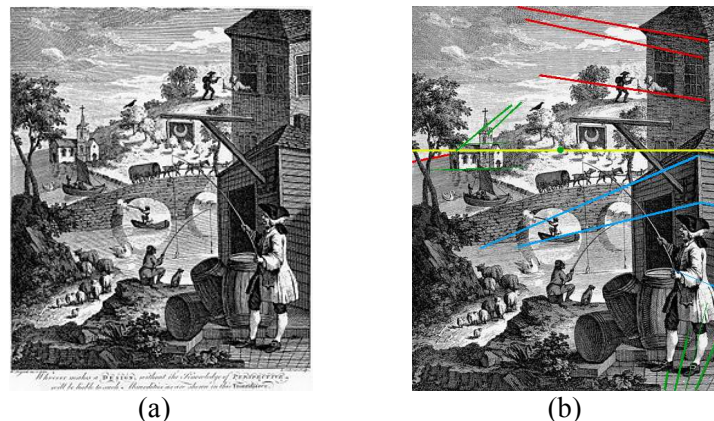 Whoever makes a DESIGN, without the Knowledge of PERSPECTIVE,
will be liable to such Absurdities as are shewn in this Frontispiece.
(a)
(b)